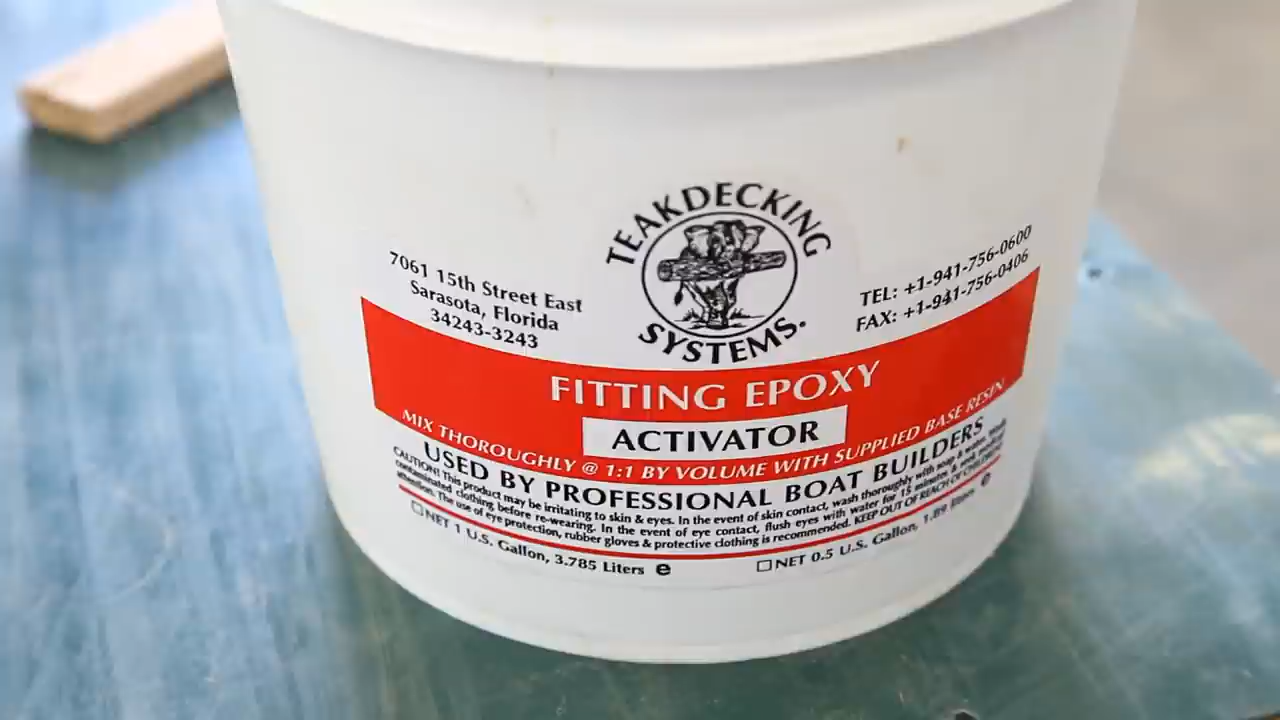 TEAKDECKING
SYSTEMS.
7061 15th Street East
Sarasota, Florida
34243-3243
TEL: +1-941-756-0600
FAX: +1-941-756-0406
FITTING EPOXY
ACTIVATOR
MIX THOROUGHLY @ 1:1 BY VOLUME WITH SUPPLIED BASE RESIN.
USED BY PROFESSIONAL BOAT BUILDERS
CAUTION! This product may be irritating to skin & eyes. In the event of skin contact, wash thoroughly with soap & water. Wash
contaminated clothing before re-wearing. In the event of eye contact, flush eyes with water for 15 minutes & seek medical
attention. The use of eye protection, rubber gloves & protective clothing is recommended. KEEP OUT OF REACH OF CHILDREN!
NET 1 U.S. Gallon, 3.785 Liters e
NET 0.5 U.S. Gallon, 1.89 liters e